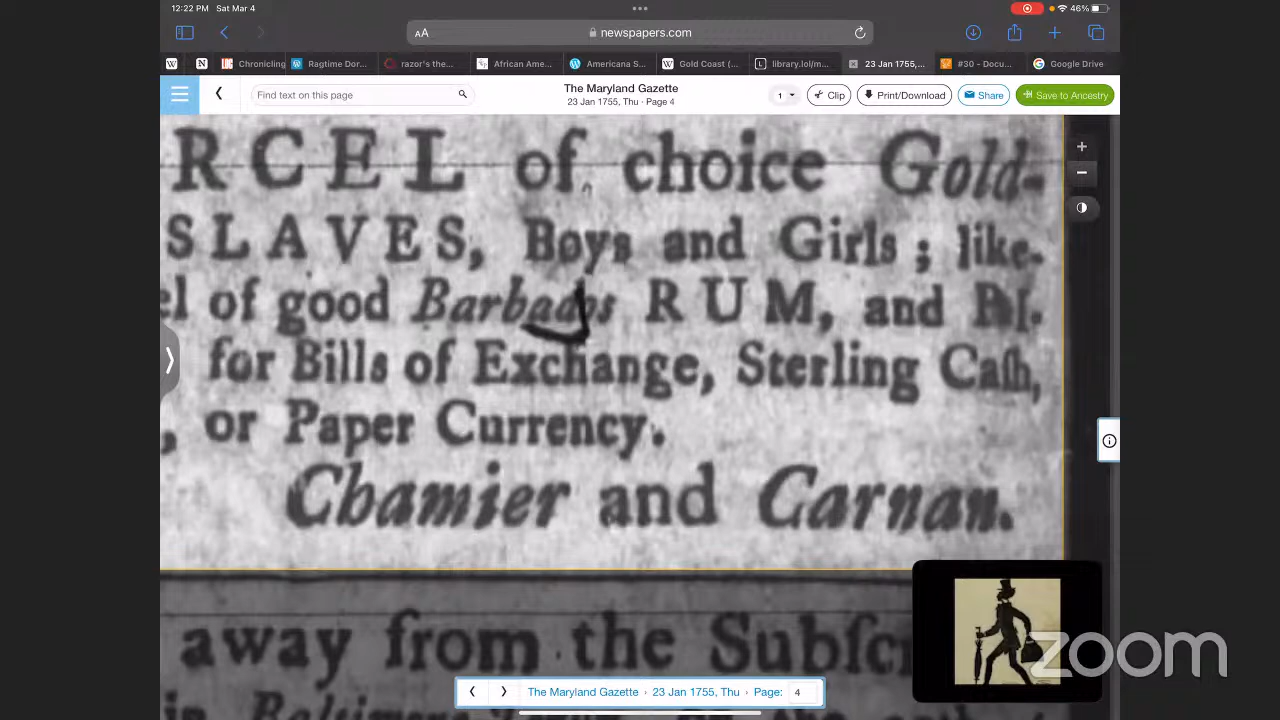 12:22 PM Sat Mar 4
46%
AA newspapers.com
W N Chronicling Ragtime Dor... razor's the... African Ame... Americana S... Gold Coast (... library.lol/m... 23 Jan 1755,... #30 - Docu... Google Drive
Find text on this page
The Maryland Gazette
23 Jan 1755, Thu · Page 4
1 Clip Print/Download Share Save to Ancestry
RCEL of choice Gold-
SLAVES, Boys and Girls; like-
el of good Barbados RUM, and
for Bills of Exchange, Sterling Caſh,
, or Paper Currency.
Chamier and Carnan.
away from the Subſcr
in Baltimore
The Maryland Gazette › 23 Jan 1755, Thu › Page: 4
zoom